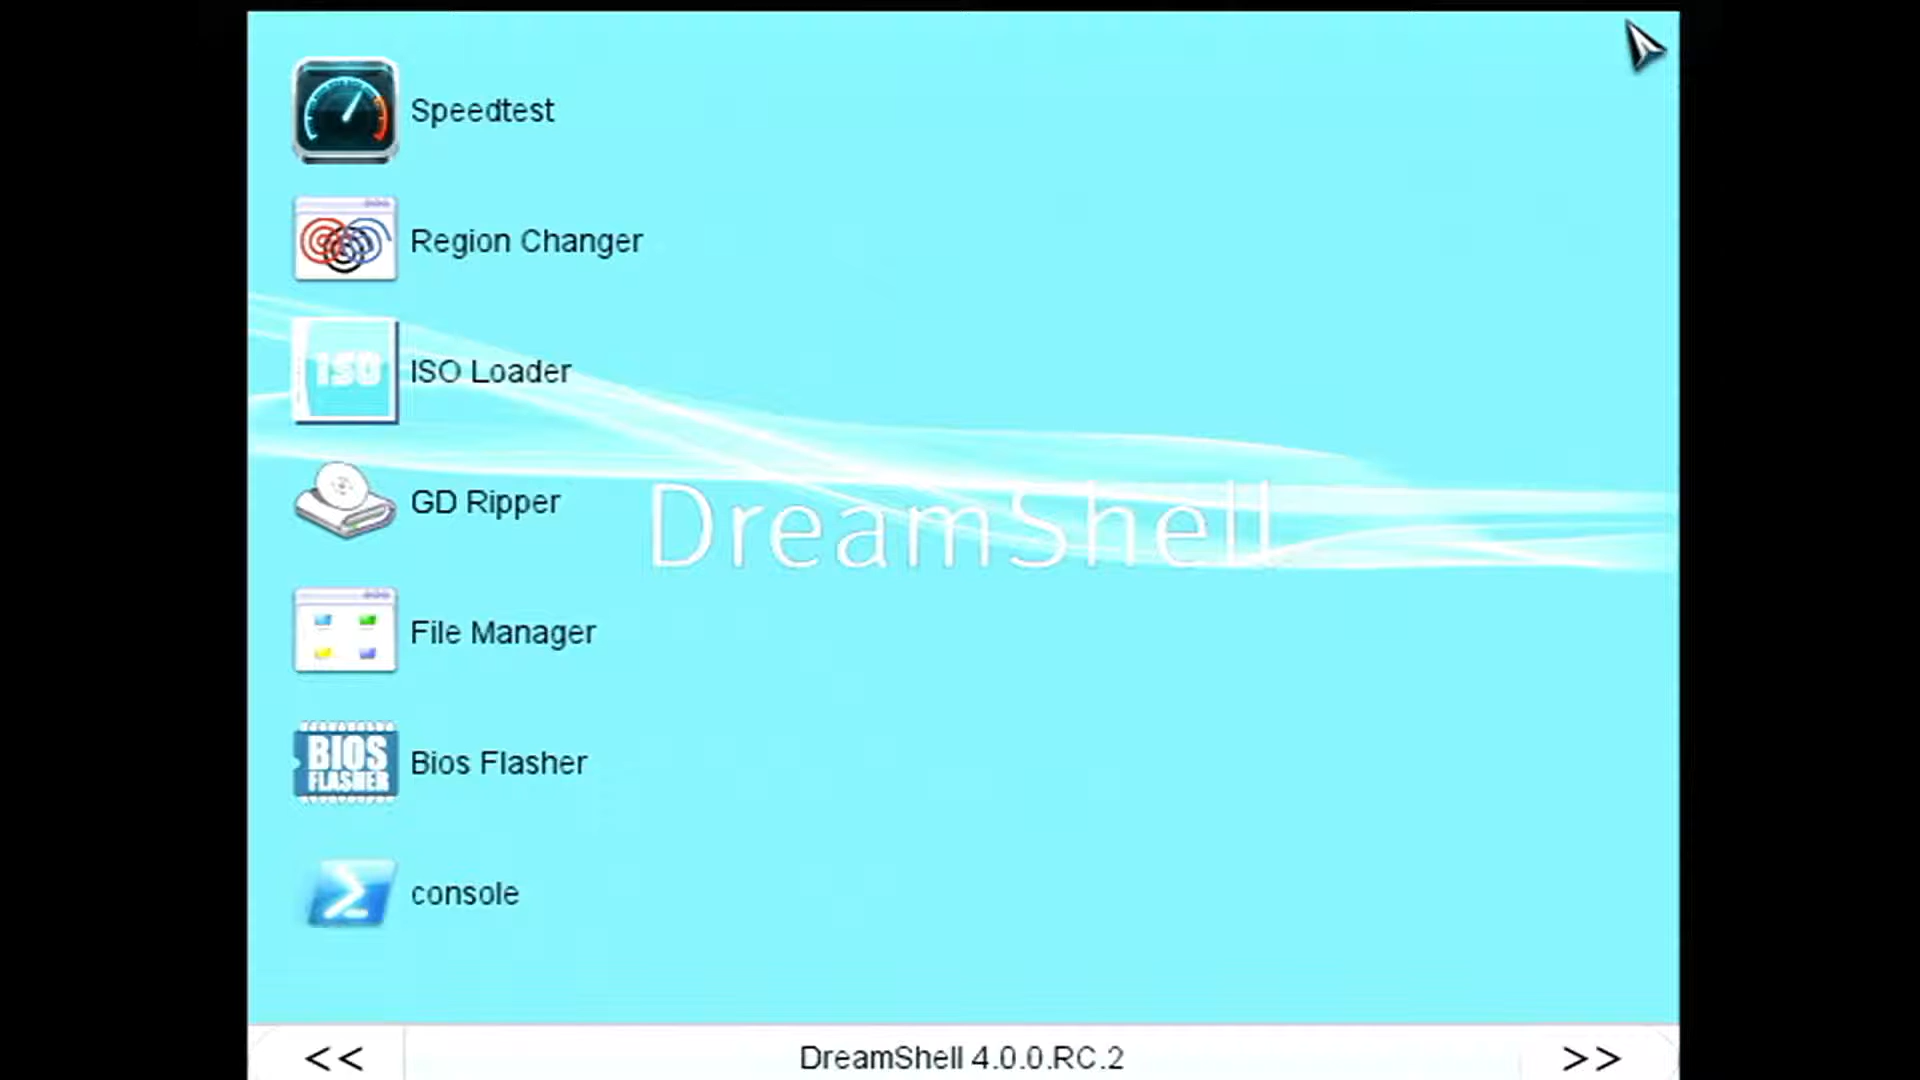 Speedtest
Region Changer
ISO
ISO Loader
GD Ripper
DreamShell
File Manager
BIOS
FLASHER
Bios Flasher
console
<<
DreamShell 4.0.0.RC.2
>>